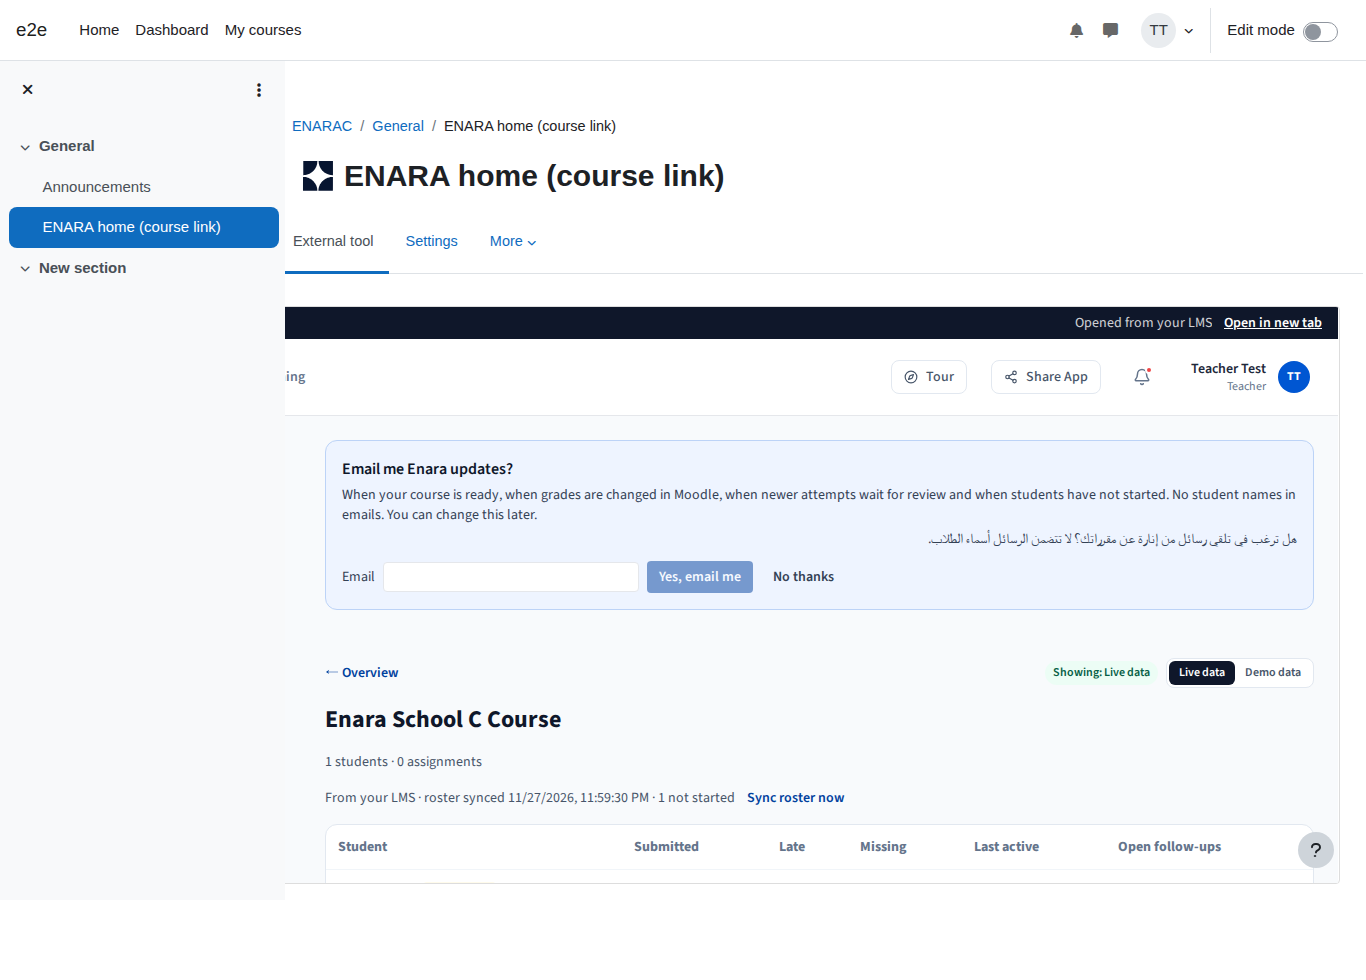 e2e Home Dashboard My courses TT Edit mode
General
Announcements
ENARA home (course link)
New section
ENARAC / General / ENARA home (course link)
ENARA home (course link)
External tool Settings More
Opened from your LMS Open in new tab
ing Tour Share App Teacher Test TT
Teacher
Email me Enara updates?
When your course is ready, when grades are changed in Moodle, when newer attempts wait for review and when students have not started. No student names in
emails. You can change this later.
هل ترغب في تلقي رسائل من إنارة عن مقرراتك؟ لا تتضمن الرسائل أسماء الطلاب.
Email Yes, email me No thanks
← Overview Showing: Live data Live data Demo data
Enara School C Course
1 students · 0 assignments
From your LMS · roster synced 11/27/2026, 11:59:30 PM · 1 not started Sync roster now
Student Submitted Late Missing Last active Open follow-ups
?